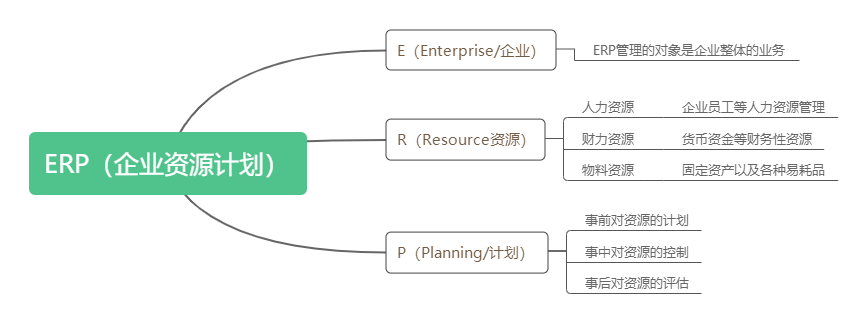 ERP（企业资源计划）
E（Enterprise/企业）
ERP管理的对象是企业整体的业务
R（Resource资源）
人力资源 企业员工等人力资源管理
财力资源 货币资金等财务性资源
物料资源 固定资产以及各种易耗品
P（Planning/计划）
事前对资源的计划
事中对资源的控制
事后对资源的评估